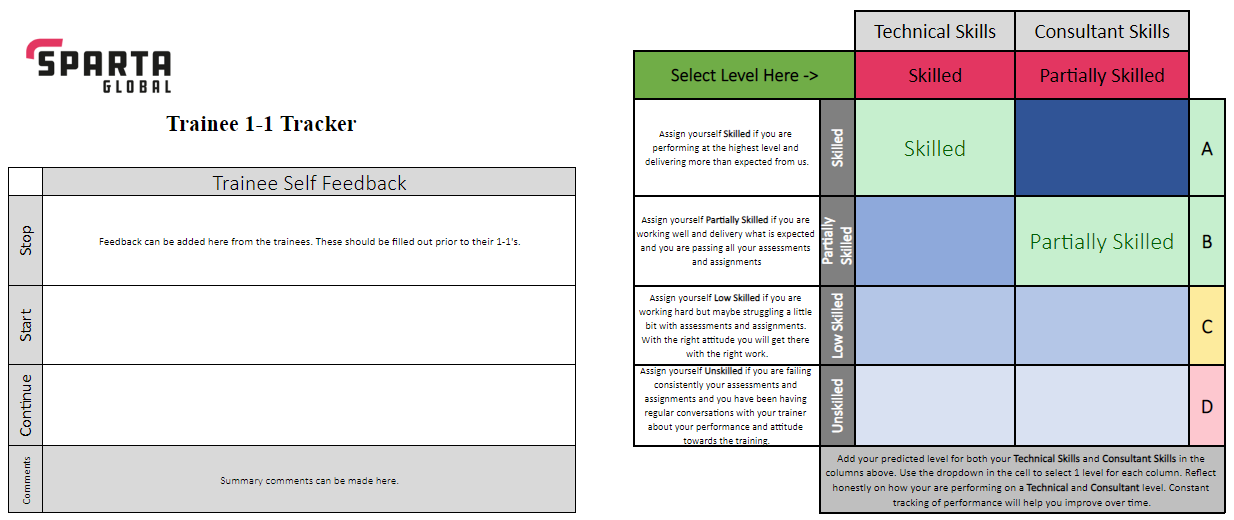 SPARTA
GLOBAL
Trainee 1-1 Tracker
Trainee Self Feedback
Stop
Feedback can be added here from the trainees. These should be filled out prior to their 1-1's.
Start
Continue
Comments
Summary comments can be made here.
Technical Skills
Consultant Skills
Select Level Here ->
Skilled
Partially Skilled
Assign yourself Skilled if you are
performing at the highest level and
delivering more than expected from us.
Skilled
Skilled
A
Assign yourself Partially Skilled if you are
working well and delivery what is expected
and you are passing all your assessments
and assignments
Partially
Skilled
Partially Skilled
B
Assign yourself Low Skilled if you are
working hard but maybe struggling a little
bit with assessments and assignments.
With the right attitude you will get there
with the right work.
Low Skilled
C
Assign yourself Unskilled if you are failing
consistently your assessments and
assignments and you have been having
regular conversations with your trainer
about your performance and attitude
towards the training.
Unskilled
D
Add your predicted level for both your Technical Skills and Consultant Skills in the
columns above. Use the dropdown in the cell to select 1 level for each column. Reflect
honestly on how your are performing on a Technical and Consultant level. Constant
tracking of performance will help you improve over time.